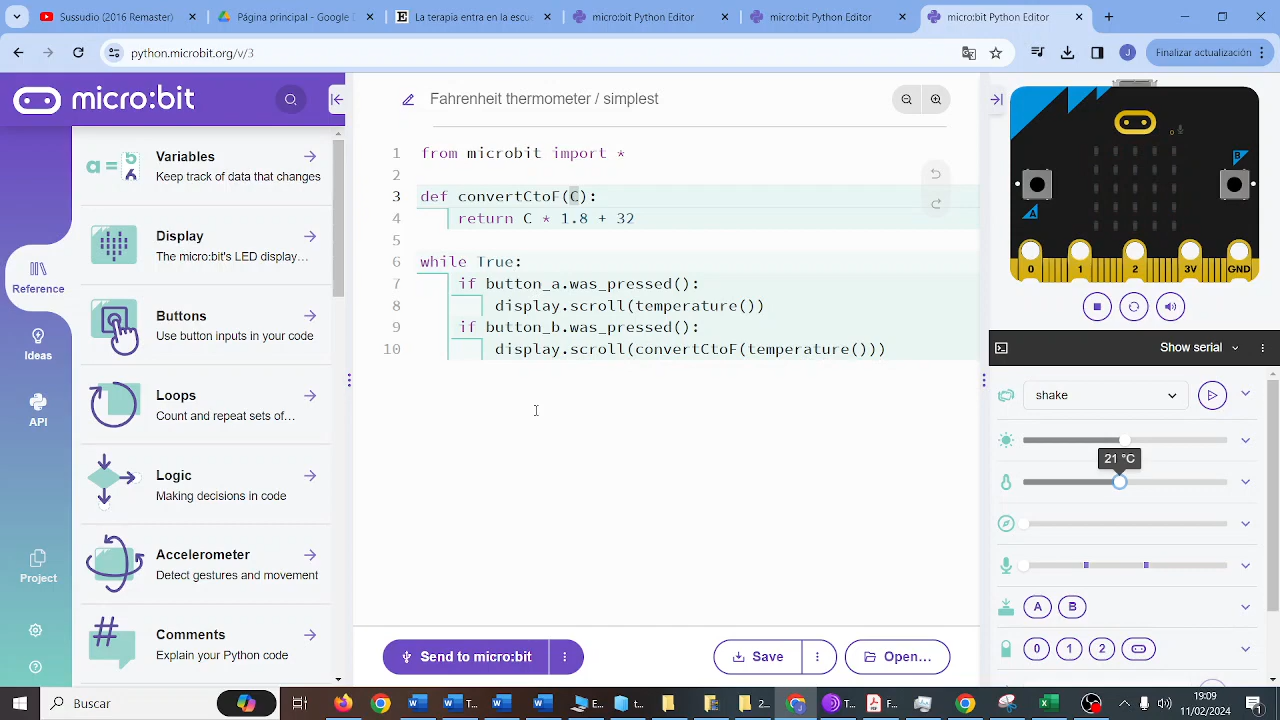 Sussudio (2016 Remaster)
Página principal - Google D
La terapia entra en la escue
micro:bit Python Editor
micro:bit Python Editor
micro:bit Python Editor
python.microbit.org/v/3
J
Finalizar actualización
micro:bit
Fahrenheit thermometer / simplest
Reference
Ideas
API
Project
Variables
Keep track of data that changes
Display
The micro:bit's LED display…
Buttons
Use button inputs in your code
Loops
Count and repeat sets of…
Logic
Making decisions in code
Accelerometer
Detect gestures and movement
Comments
Explain your Python code
1 from microbit import *
2
3 def convertCtoF(C):
4 return C * 1.8 + 32
5
6 while True:
7 if button_a.was_pressed():
8 display.scroll(temperature())
9 if button_b.was_pressed():
10 display.scroll(convertCtoF(temperature()))
Send to micro:bit
Save
Open...
A
B
0 1 2 3V GND
Show serial
shake
21 °C
A B
0 1 2
Buscar
19:09
11/02/2024